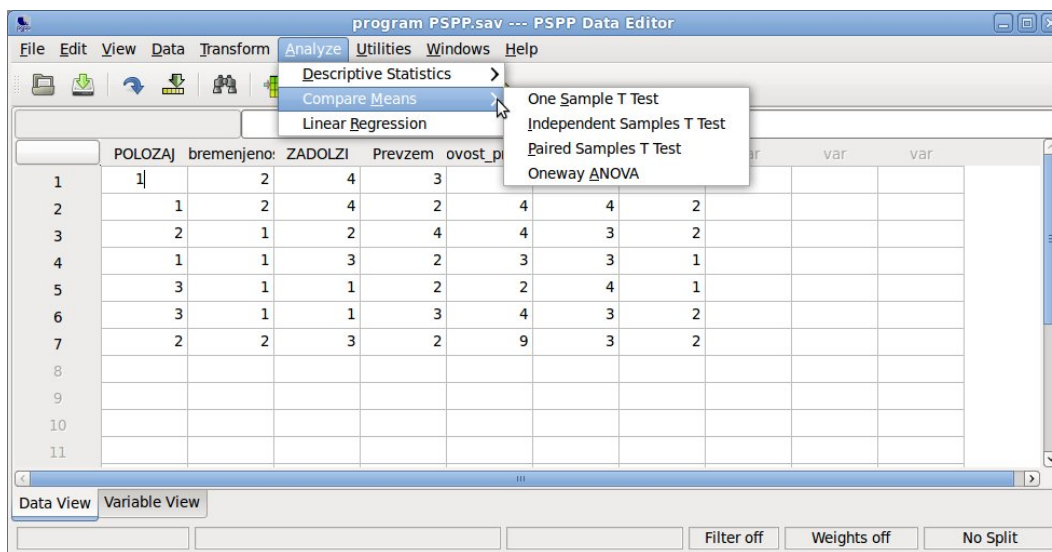 program PSPP.sav --- PSPP Data Editor
File Edit View Data Transform Analyze Utilities Windows Help
Descriptive Statistics
Compare Means
Linear Regression
One Sample T Test
Independent Samples T Test
Paired Samples T Test
Oneway ANOVA
POLOZAJ bremenjeno ZADOLZI Prevzem ovost_p var var
1 1 2 4 3
2 1 2 4 2 4 4 2
3 2 1 2 4 4 3 2
4 1 1 3 2 3 3 1
5 3 1 1 2 2 4 1
6 3 1 1 3 4 3 2
7 2 2 3 2 9 3 2
8
9
10
11
Data View Variable View
Filter off Weights off No Split